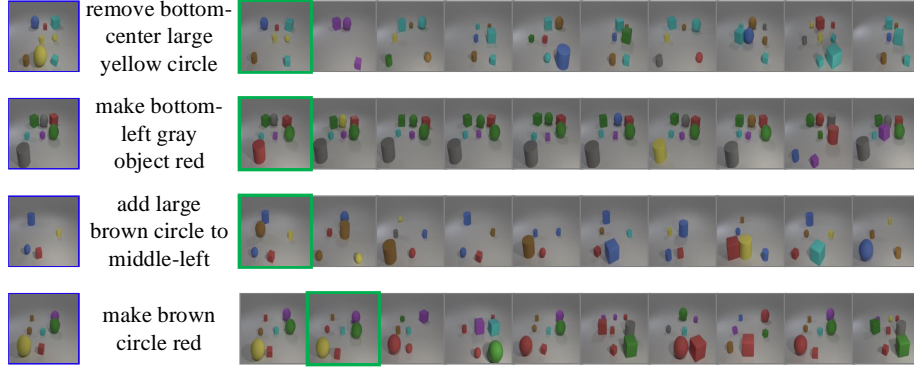 remove bottom-
center large
yellow circle
make bottom-
left gray
object red
add large
brown circle to
middle-left
make brown
circle red